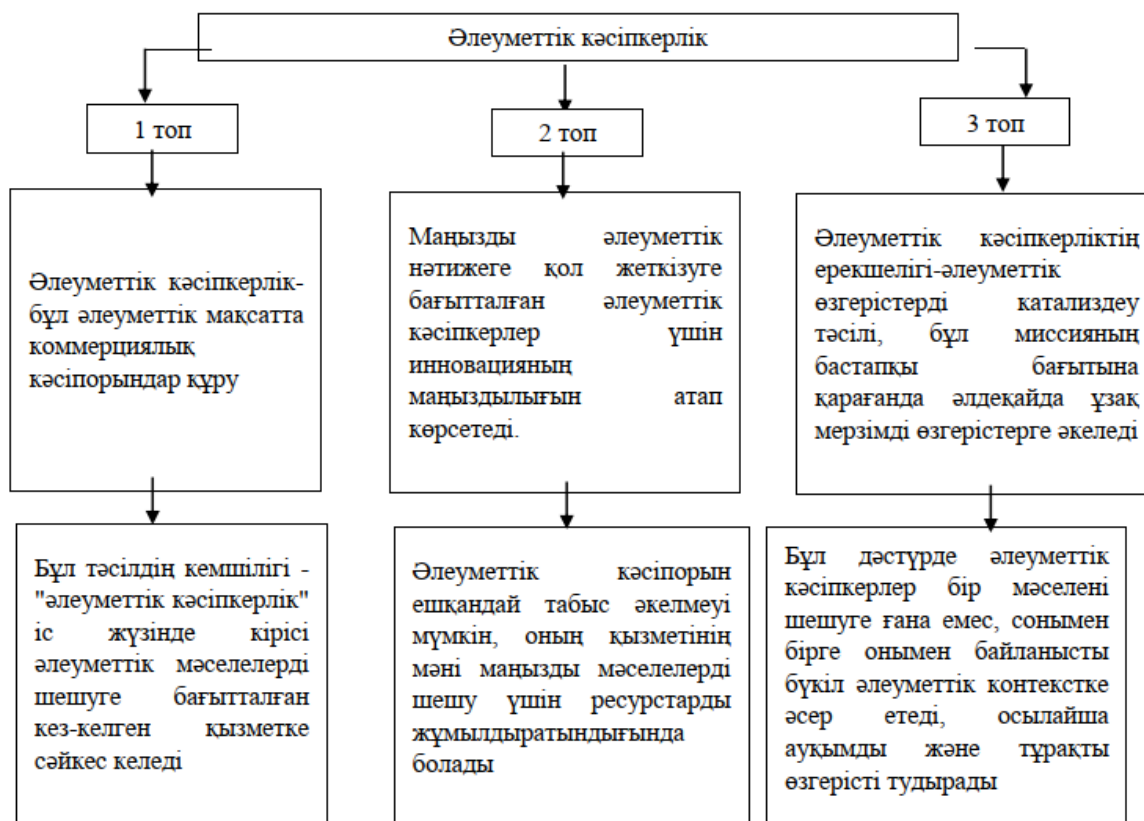 Әлеуметтік кәсіпкерлік
1 топ
2 топ
3 топ
Әлеуметтік кәсіпкерлік-
бұл әлеуметтік мақсатта
коммерциялық
кәсіпорындар құру
Маңызды әлеуметтік
нәтижеге қол жеткізуге
бағытталған әлеуметтік
кәсіпкерлер үшін
инновацияның
маңыздылығын атап
көрсетеді.
Әлеуметтік кәсіпкерліктің
ерекшелігі-әлеуметтік
өзгерістерді катализдеу
тәсілі, бұл миссияның
бастапқы бағытына
қарағанда әлдеқайда ұзақ
мерзімді өзгерістерге әкеледі
Бұл тәсілдің кемшілігі -
"әлеуметтік кәсіпкерлік"
іс жүзінде кірісі
әлеуметтік мәселелерді
шешуге бағытталған
кез-келген қызметке
сәйкес келеді
Әлеуметтік кәсіпорын
ешқандай табыс әкелмеуі
мүмкін, оның қызметінің
мәні маңызды мәселелерді
шешу үшін ресурстарды
жұмылдыратындығында
болады
Бұл дәстүрде әлеуметтік
кәсіпкерлер бір мәселені
шешуге ғана емес, сонымен
бірге онымен байланысты
бүкіл әлеуметтік контекстке
әсер етеді, осылайша
ауқымды және тұрақты
өзгерісті тудырады